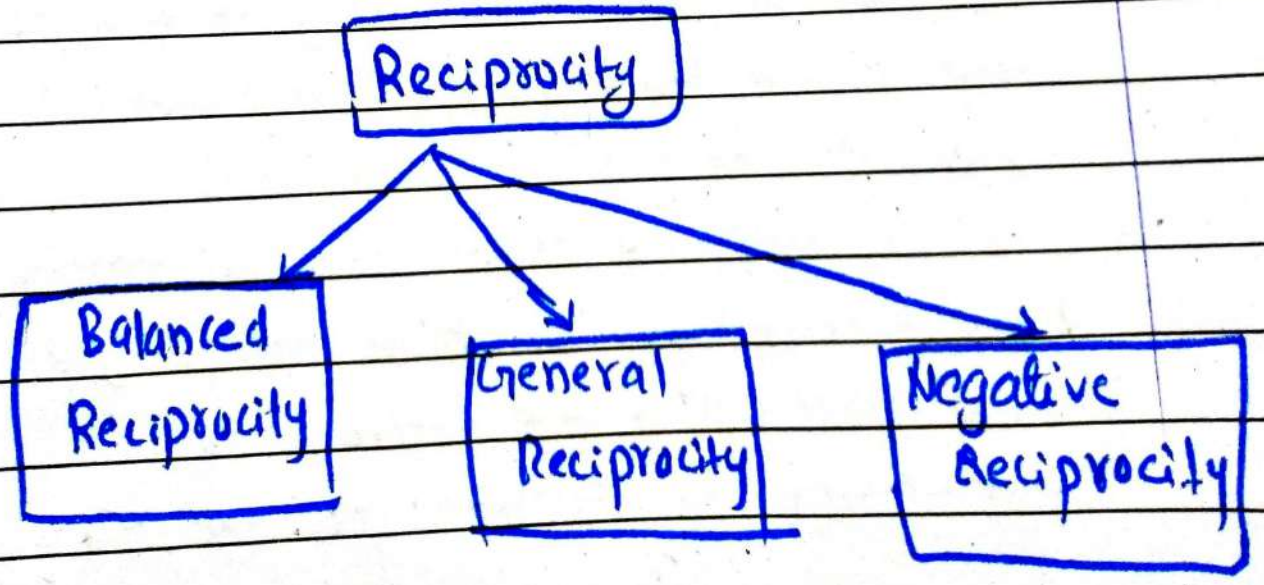 Reciprocity
Balanced
Reciprocity
General
Reciprocity
Negative
Reciprocity